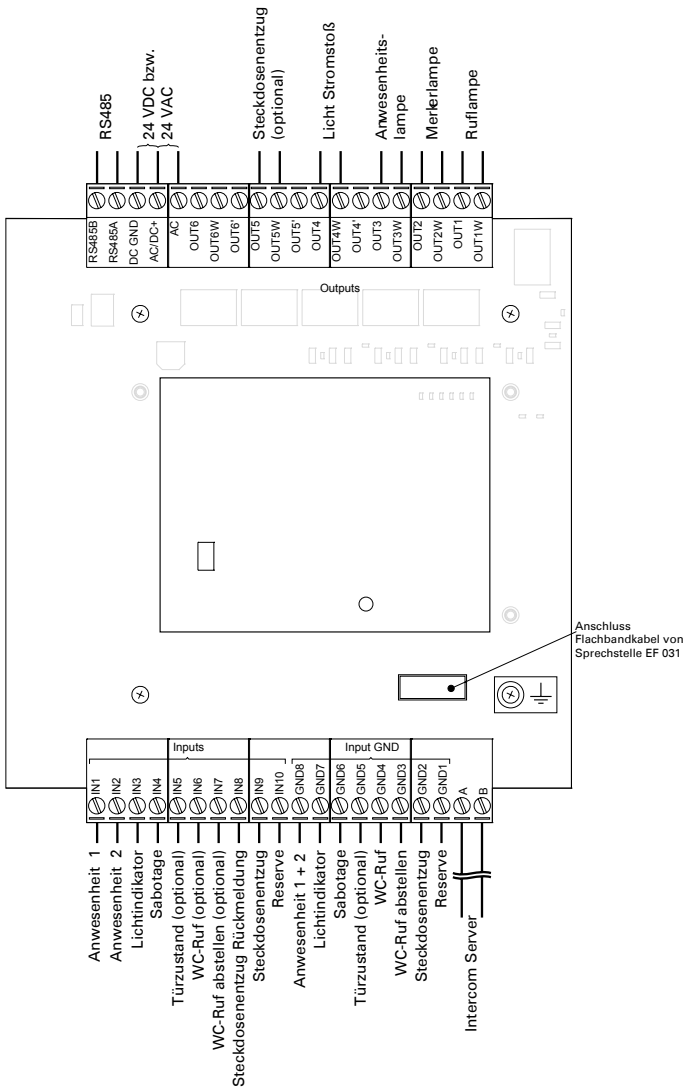 RS485
24 VDC bzw.
24 VAC
Steckdosenentzug
(optional)
Licht Stromstoß
Anwesenheits-
lampe
Merkerlampe
Ruflampe
RS485B
RS485A
DC GND
AC/DC+
AC
OUT6
OUT6W
OUT6'
OUT5
OUT5W
OUT5'
OUT4
OUT4W
OUT4'
OUT3
OUT3W
OUT2
OUT2W
OUT1
OUT1W
Outputs
Anschluss
Flachbandkabel von
Sprechstelle EF 031
Inputs
Input GND
IN1
IN2
IN3
IN4
IN5
IN6
IN7
IN8
IN9
IN10
GND8
GND7
GND6
GND5
GND4
GND3
GND2
GND1
A
B
Anwesenheit 1
Anwesenheit 2
Lichtindikator
Sabotage
Türzustand (optional)
WC-Ruf (optional)
WC-Ruf abstellen (optional)
Steckdosenentzug Rückmeldung
Steckdosenentzug
Reserve
Anwesenheit 1 + 2
Lichtindikator
Sabotage
Türzustand (optional)
WC-Ruf
WC-Ruf abstellen
Steckdosenentzug
Reserve
Intercom Server